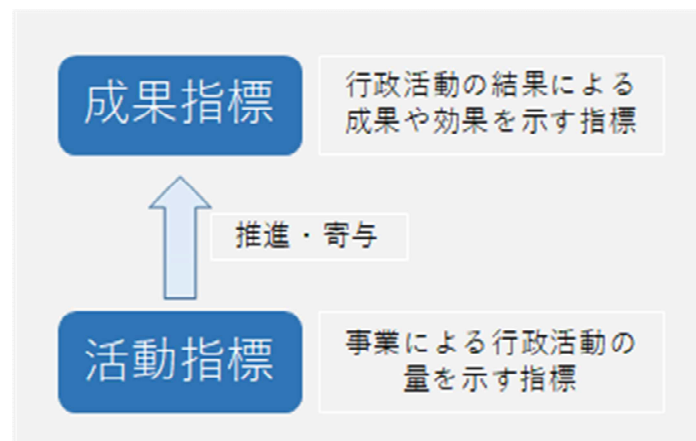 成果指標
行政活動の結果による
成果や効果を示す指標
推進・寄与
活動指標
事業による行政活動の
量を示す指標